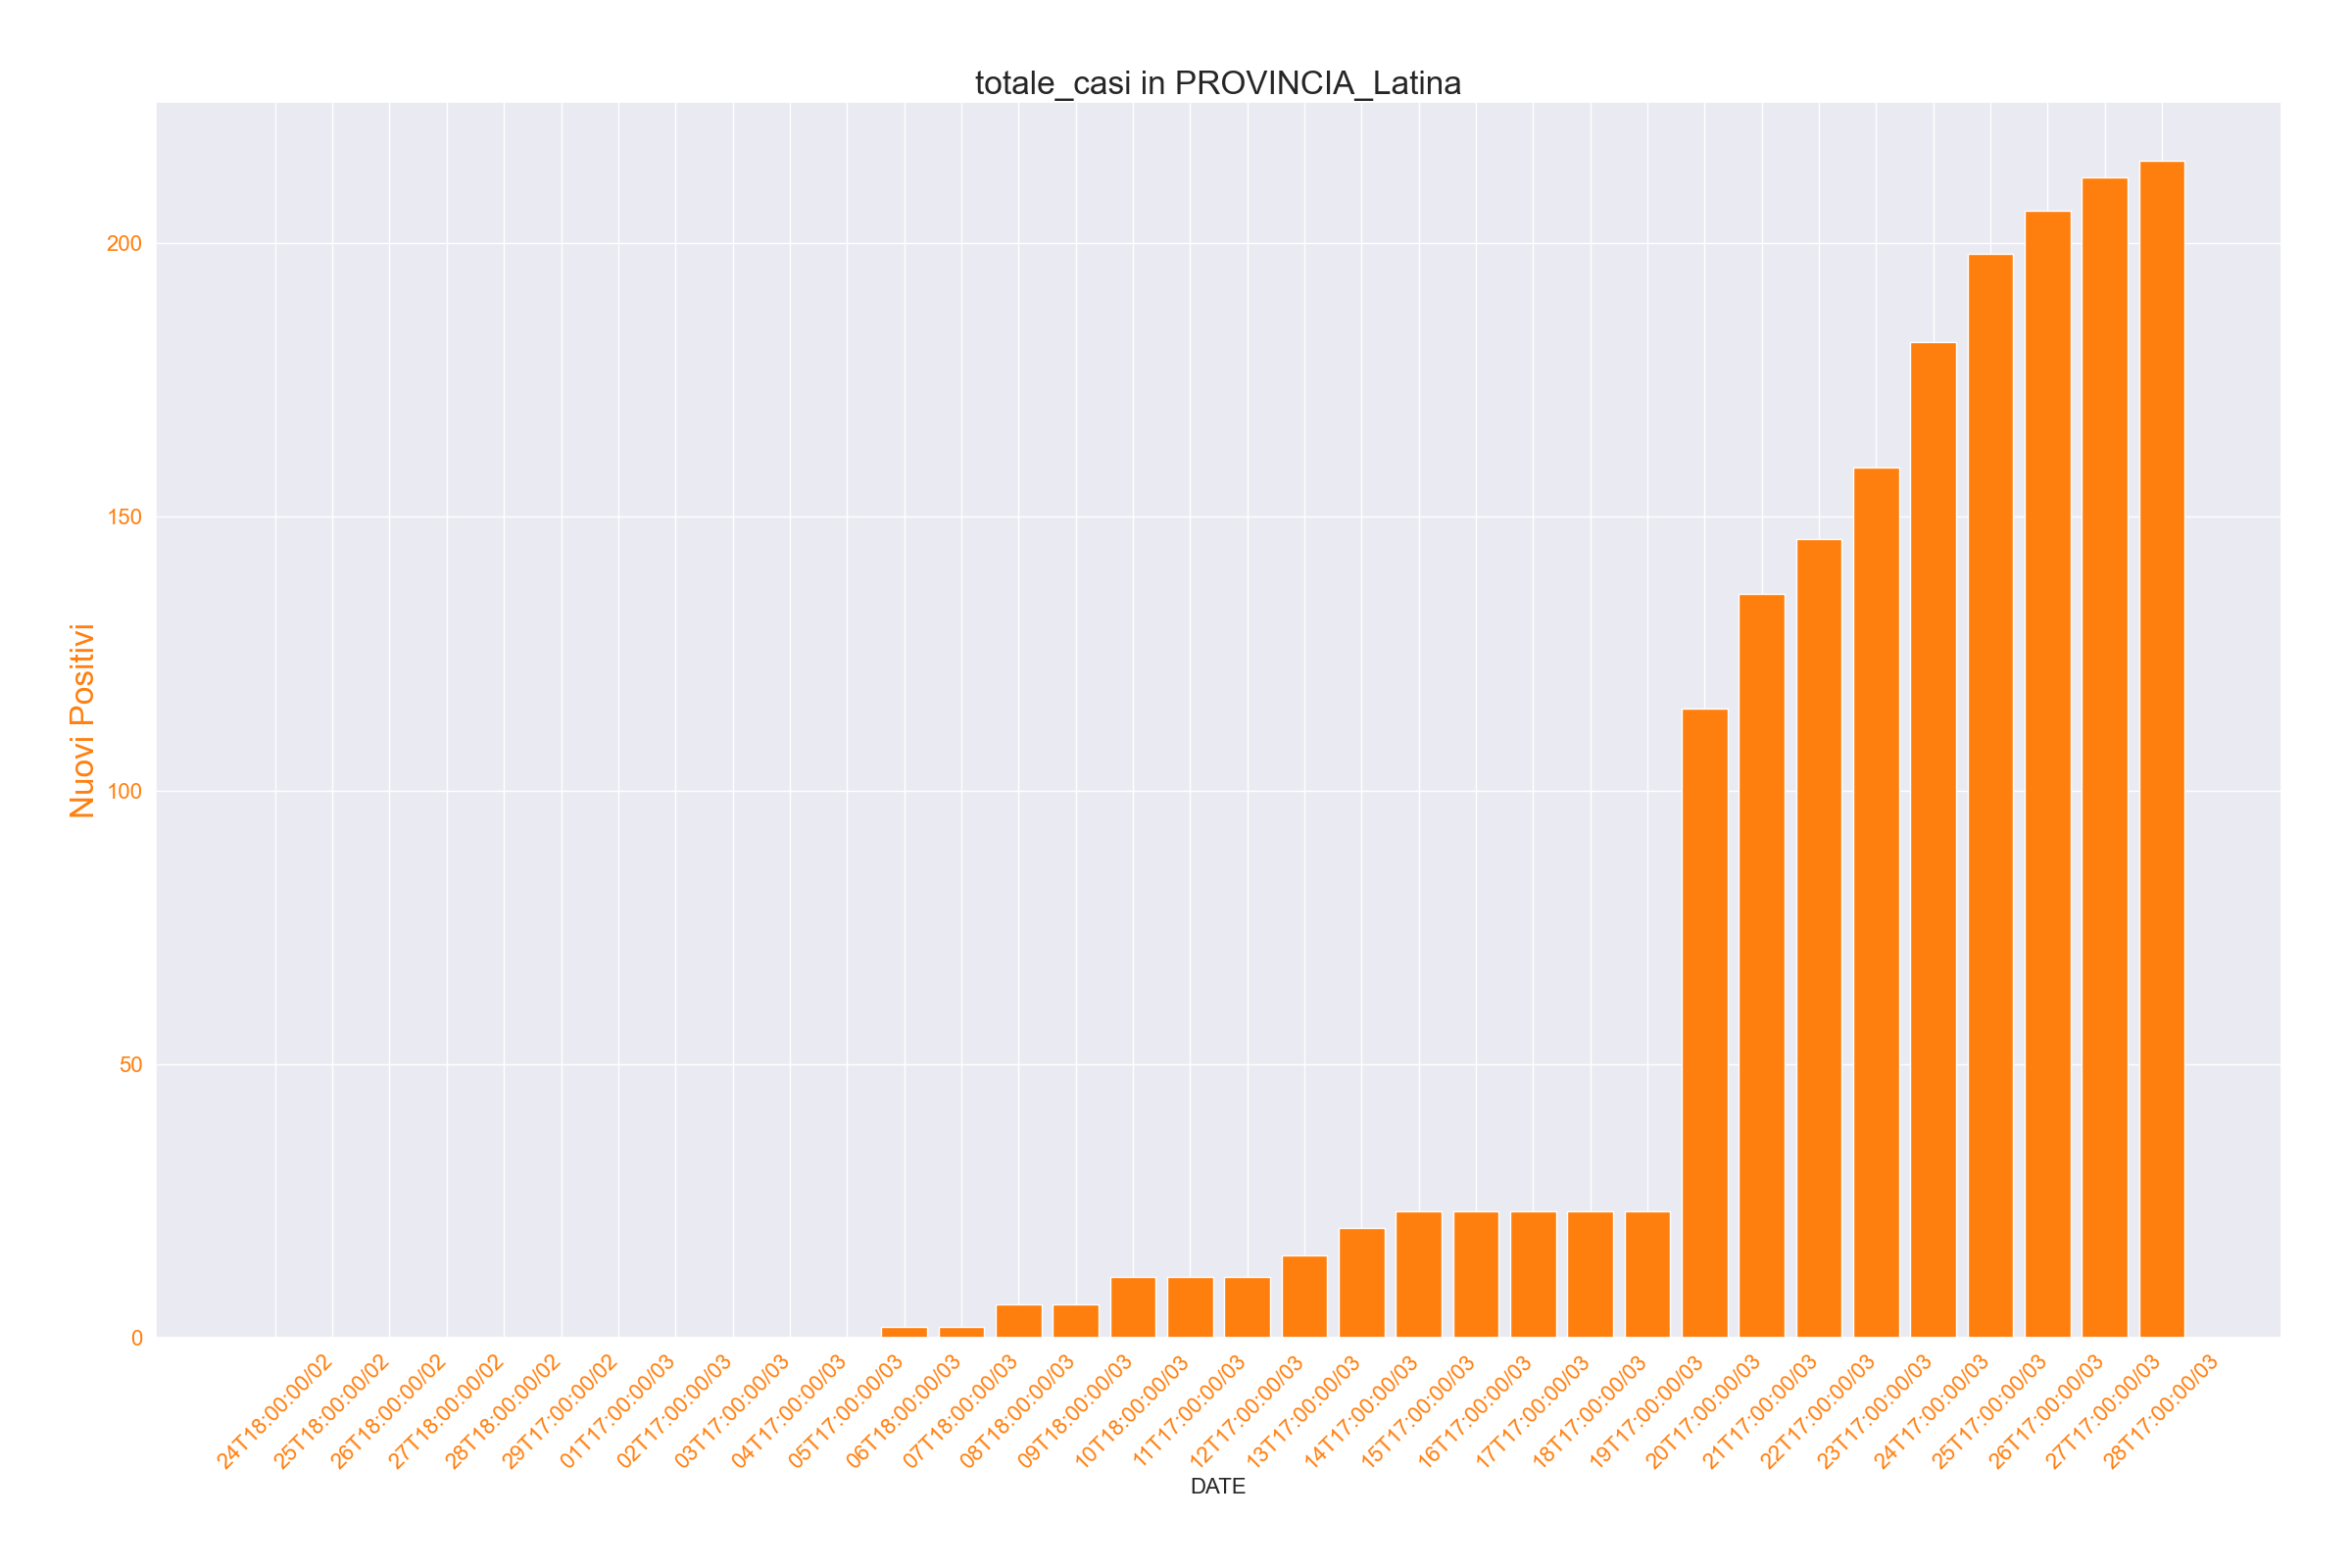 totale_casi in PROVINCIA_Latina
Nuovi Positivi
200
150
100
50
0
24T18:00:00/02
25T18:00:00/02
26T18:00:00/02
27T18:00:00/02
28T18:00:00/02
29T17:00:00/02
01T17:00:00/03
02T17:00:00/03
03T17:00:00/03
04T17:00:00/03
05T17:00:00/03
06T18:00:00/03
07T18:00:00/03
08T18:00:00/03
09T18:00:00/03
10T18:00:00/03
11T17:00:00/03
12T17:00:00/03
13T17:00:00/03
14T17:00:00/03
15T17:00:00/03
16T17:00:00/03
17T17:00:00/03
18T17:00:00/03
19T17:00:00/03
20T17:00:00/03
21T17:00:00/03
22T17:00:00/03
23T17:00:00/03
24T17:00:00/03
25T17:00:00/03
26T17:00:00/03
27T17:00:00/03
28T17:00:00/03
DATE